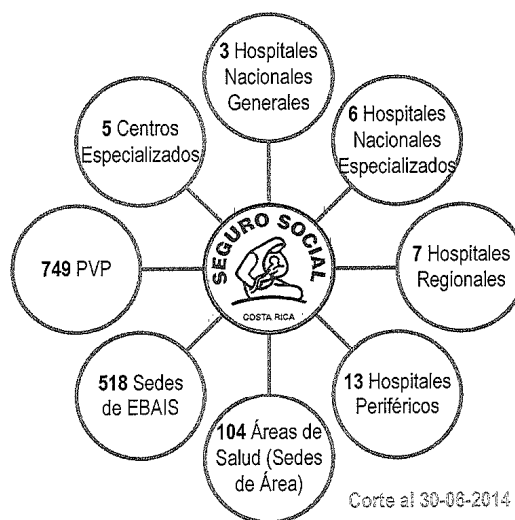 3 Hospitales
Nacionales
Generales
6 Hospitales
Nacionales
Especializados
7 Hospitales
Regionales
13 Hospitales
Periféricos
104 Áreas de
Salud (Sedes
de Área)
518 Sedes
de EBAIS
749 PVP
5 Centros
Especializados
SEGURO SOCIAL
COSTA RICA
Corte al 30-06-2014